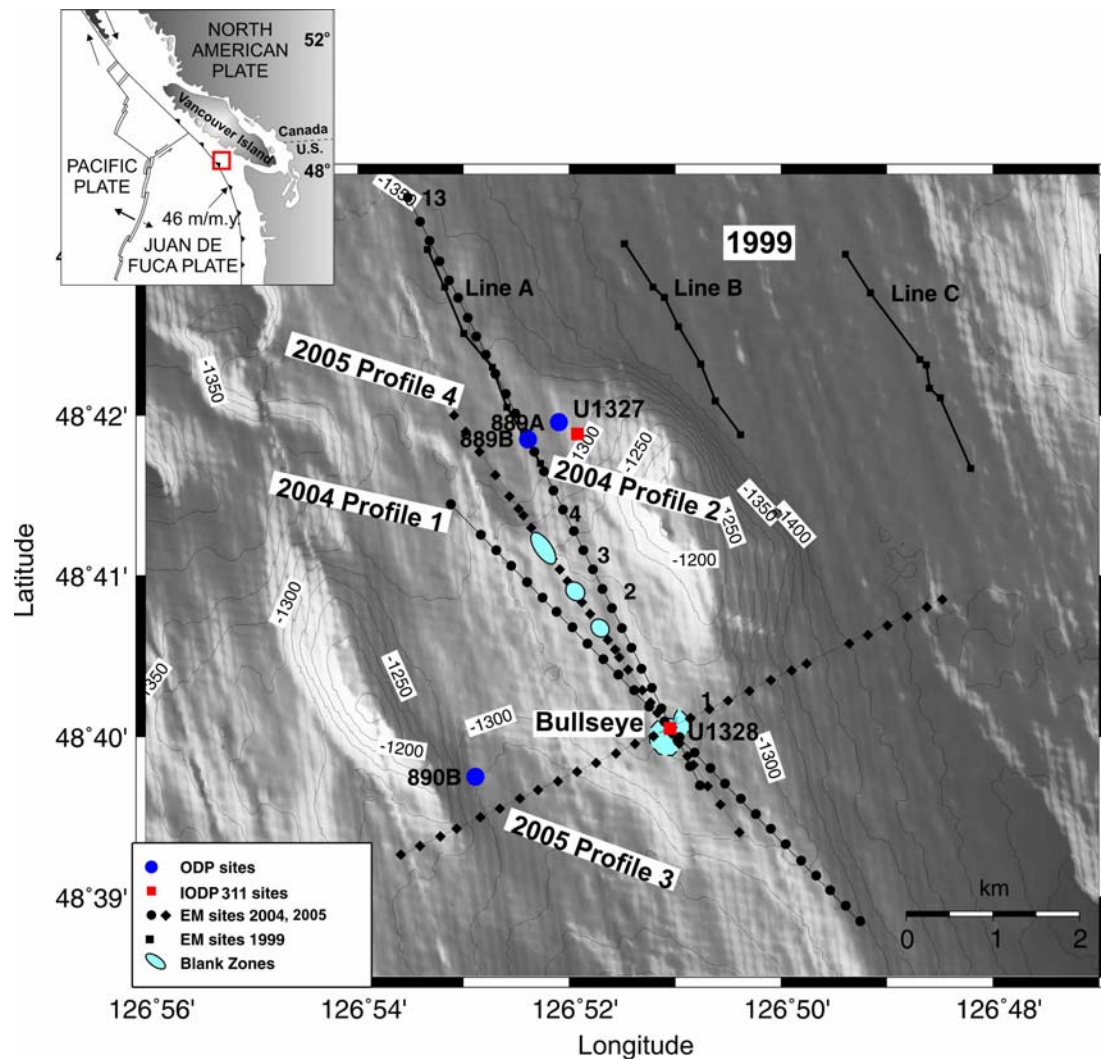 NORTH
AMERICAN
PLATE
52°
Vancouver Island
Canada
U.S.
48°
PACIFIC
PLATE
46 m/m.y.
JUAN DE
FUCA PLATE
-1350
13
1999
Line A
Line B
Line C
2005 Profile 4
-1350
48°42'
889A
U1327
889B
-1300
-1250
2004 Profile 2
2004 Profile 1
1250
-1350
-1400
4
-1200
3
48°41'
2
-1300
-1250
1350
1
Bullseye
U1328
-1300
48°40'
-1200
-1300
890B
2005 Profile 3
48°39'
ODP sites
IODP 311 sites
EM sites 2004, 2005
EM sites 1999
Blank Zones
km
0 1 2
126°56' 126°54' 126°52' 126°51' 126°50' 126°48'
Latitude
Longitude